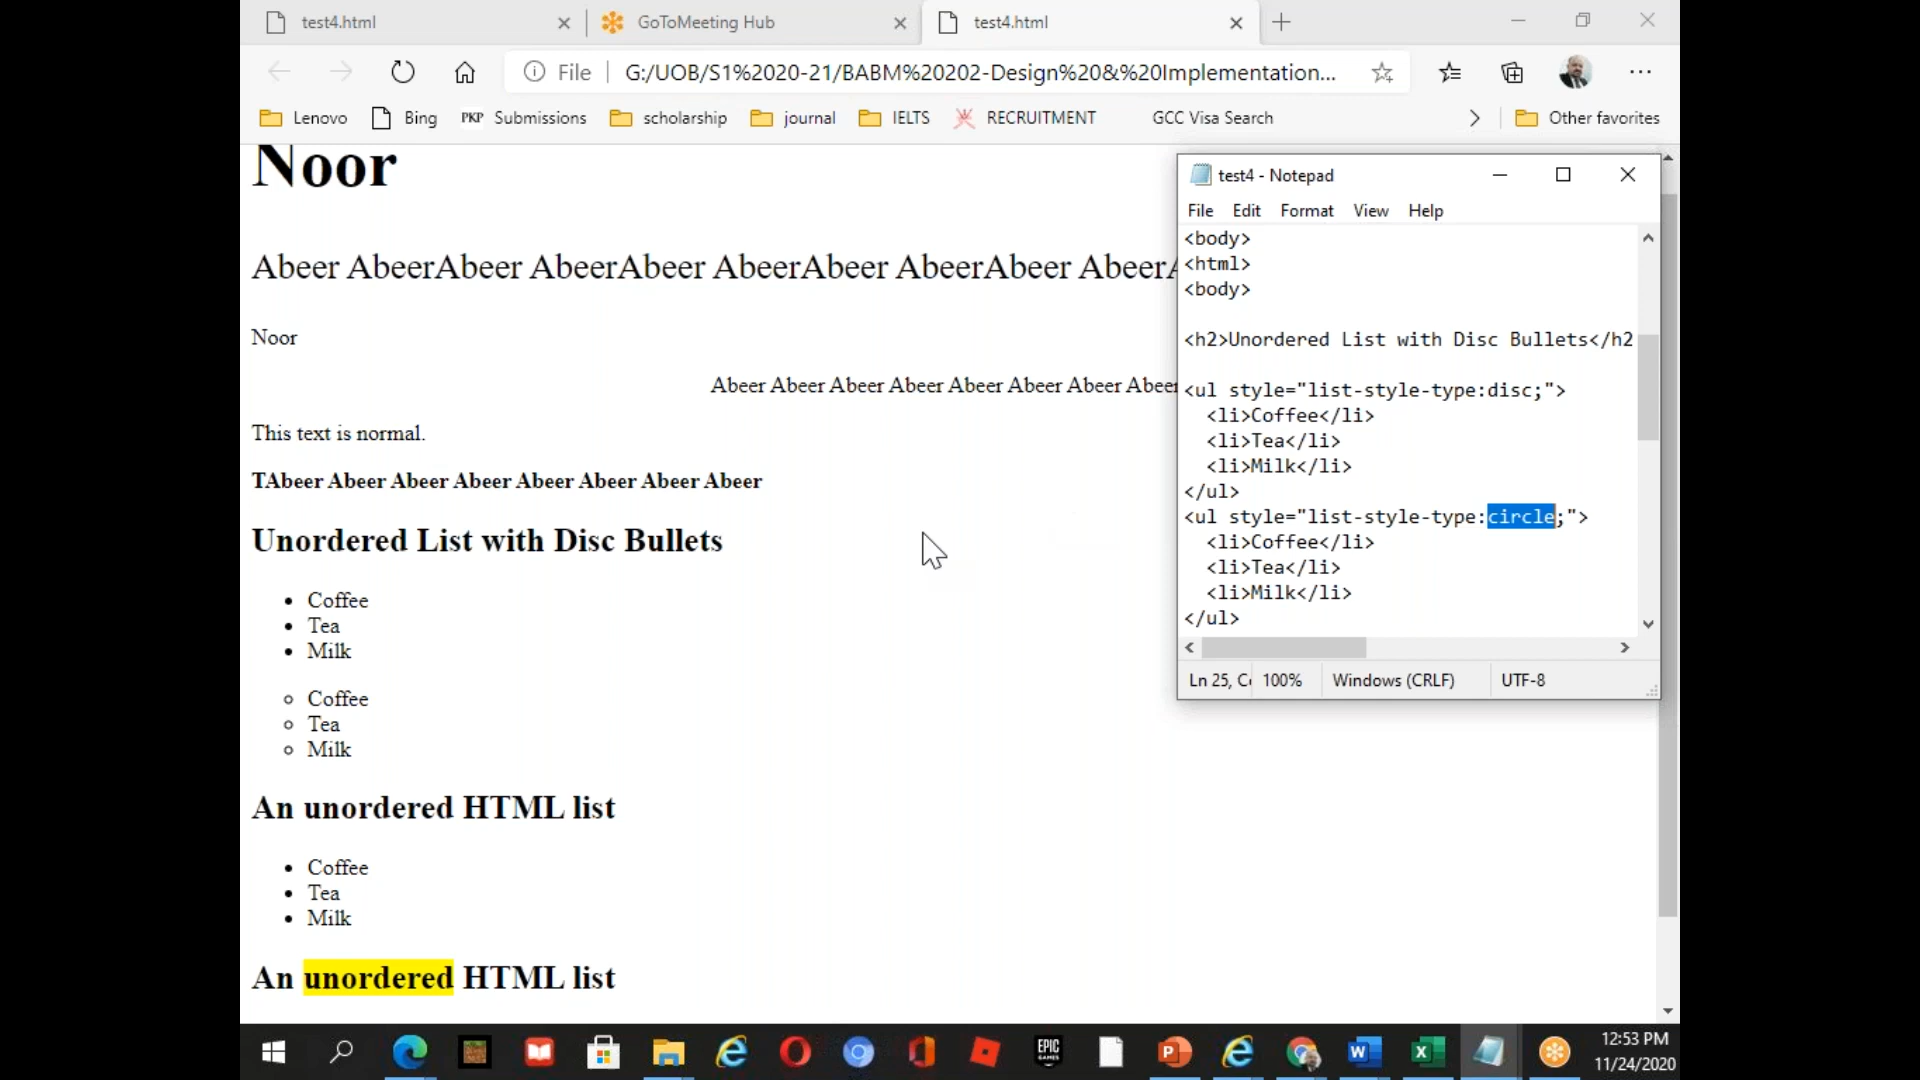 test4.html
GoToMeeting Hub
test4.html
File
G:/UOB/S1%2020-21/BABM%20202-Design%20&%20Implementation...
Lenovo
Bing
PKP Submissions
scholarship
journal
IELTS
RECRUITMENT
GCC Visa Search
Other favorites
Noor
Abeer AbeerAbeer AbeerAbeer AbeerAbeer AbeerAbeer AbeerA
Noor
Abeer Abeer Abeer Abeer Abeer Abeer Abeer Abeer
This text is normal.
TAbeer Abeer Abeer Abeer Abeer Abeer Abeer Abeer
Unordered List with Disc Bullets
Coffee
Tea
Milk
Coffee
Tea
Milk
An unordered HTML list
Coffee
Tea
Milk
An unordered HTML list
test4 - Notepad
File Edit Format View Help
<body>
<html>
<body>
<h2>Unordered List with Disc Bullets</h2
<ul style="list-style-type:disc;">
<li>Coffee</li>
<li>Tea</li>
<li>Milk</li>
</ul>
<ul style="list-style-type:circle;">
<li>Coffee</li>
<li>Tea</li>
<li>Milk</li>
</ul>
Ln 25, C
100%
Windows (CRLF)
UTF-8
EPIC
GAMES
12:53 PM
11/24/2020